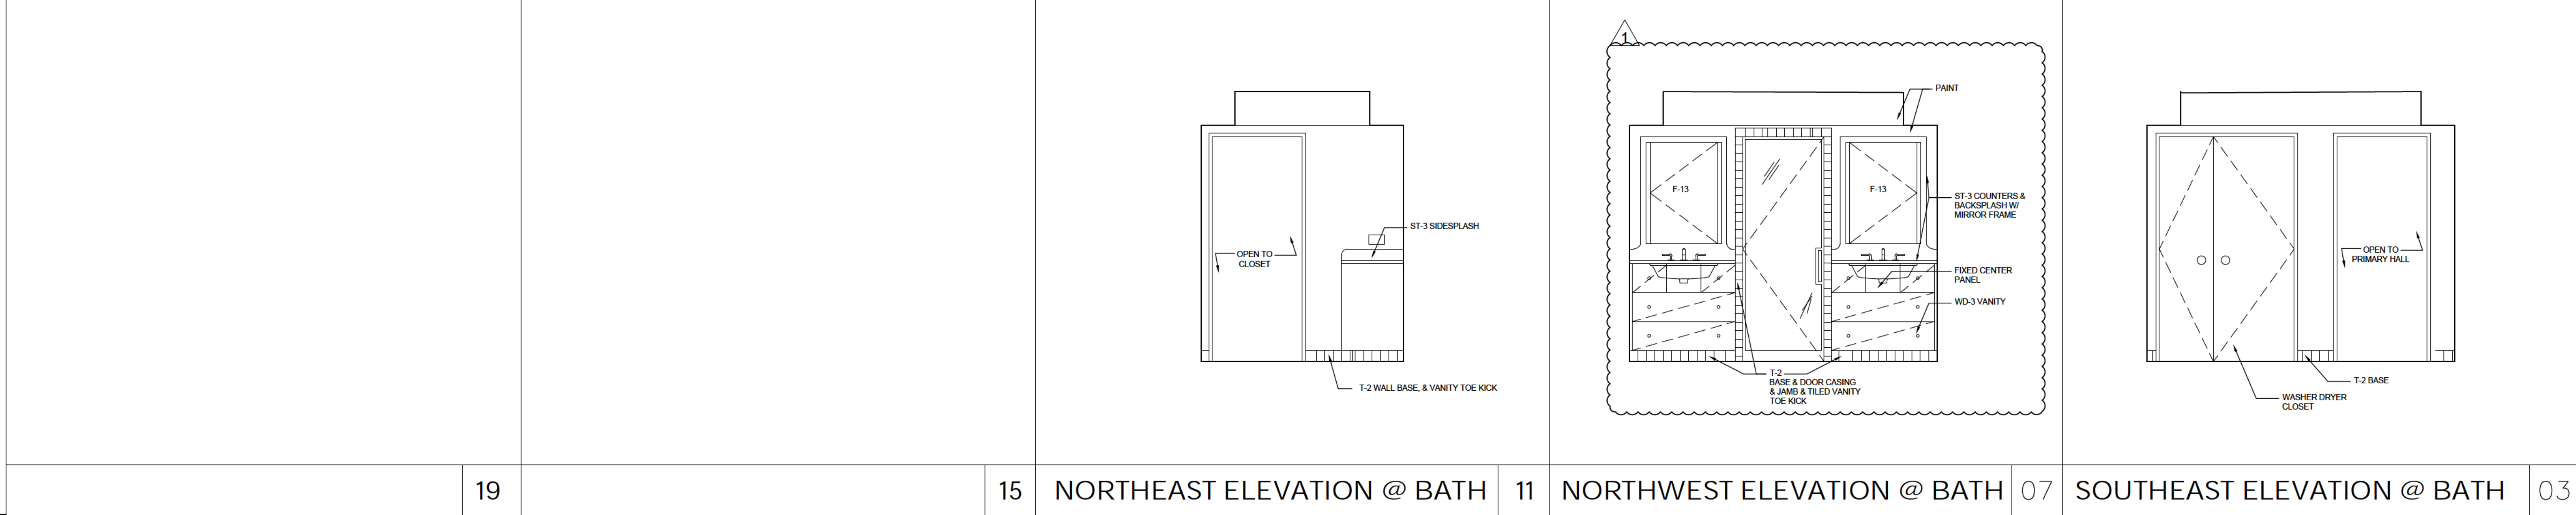 19
15
OPEN TO
CLOSET
ST-3 SIDESPLASH
T-2 WALL BASE, & VANITY TOE KICK
NORTHEAST ELEVATION @ BATH
11
1
PAINT
F-13
F-13
ST-3 COUNTERS &
BACKSPLASH W/
MIRROR FRAME
FIXED CENTER
PANEL
WD-3 VANITY
T-2
BASE & DOOR CASING
& JAMB & TILED VANITY
TOE KICK
NORTHWEST ELEVATION @ BATH
07
OPEN TO
PRIMARY HALL
T-2 BASE
WASHER DRYER
CLOSET
SOUTHEAST ELEVATION @ BATH
03